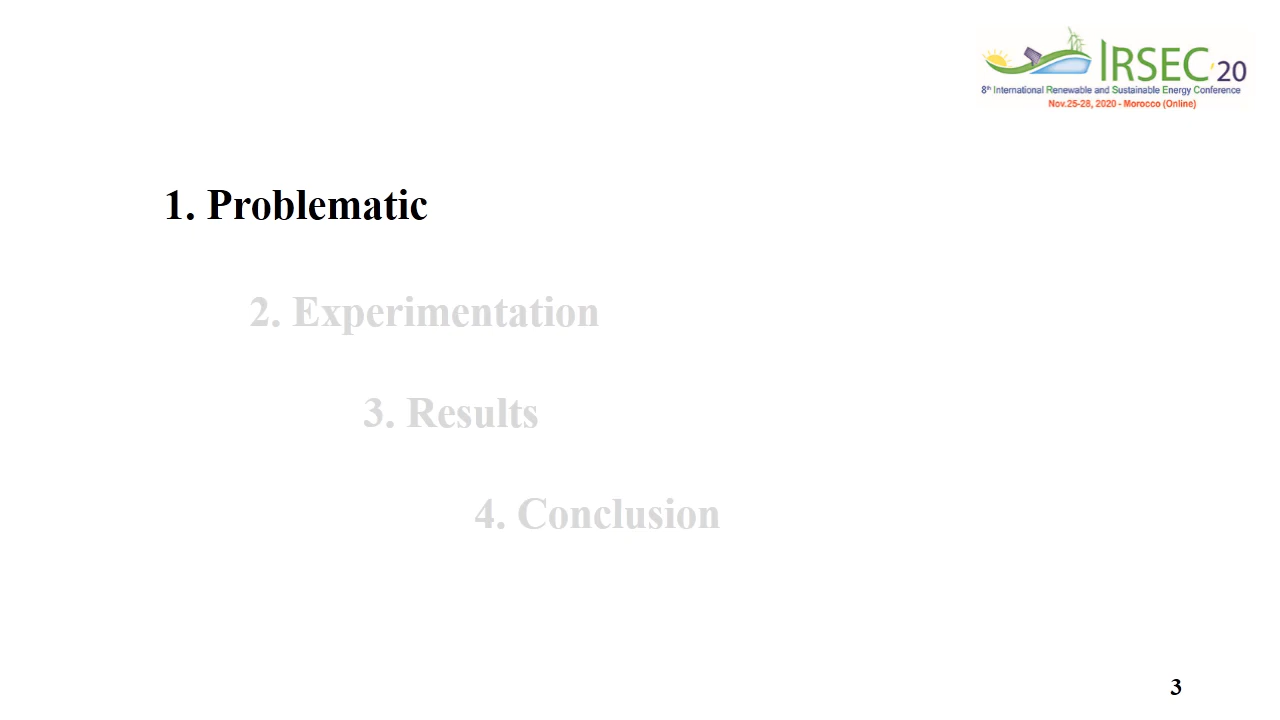 IRSEC'20
8th International Renewable and Sustainable Energy Conference
Nov.25-28, 2020 - Morocco (Online)
1. Problematic
2. Experimentation
3. Results
4. Conclusion
3